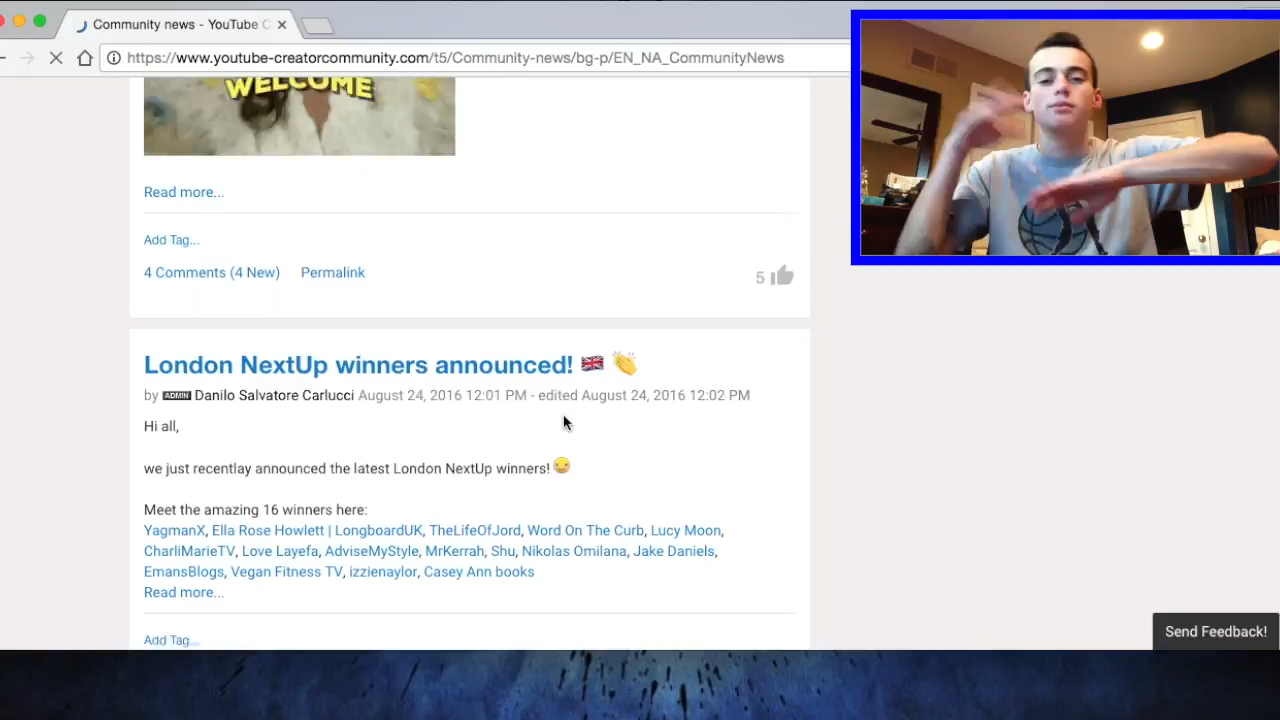 Community news - YouTube C
https://www.youtube-creatorcommunity.com/t5/Community-news/bg-p/EN_NA_CommunityNews
WELCOME
Read more...
Add Tag...
4 Comments (4 New) Permalink
5
London NextUp winners announced! 🇬🇧 👏
by ADMIN Danilo Salvatore Carlucci August 24, 2016 12:01 PM - edited August 24, 2016 12:02 PM
Hi all,
we just recentlay announced the latest London NextUp winners!
Meet the amazing 16 winners here:
YagmanX, Ella Rose Howlett | LongboardUK, TheLifeOfJord, Word On The Curb, Lucy Moon,
CharliMarieTV, Love Layefa, AdviseMyStyle, MrKerrah, Shu, Nikolas Omilana, Jake Daniels,
EmansBlogs, Vegan Fitness TV, izzienaylor, Casey Ann books
Read more...
Add Tag...
Send Feedback!